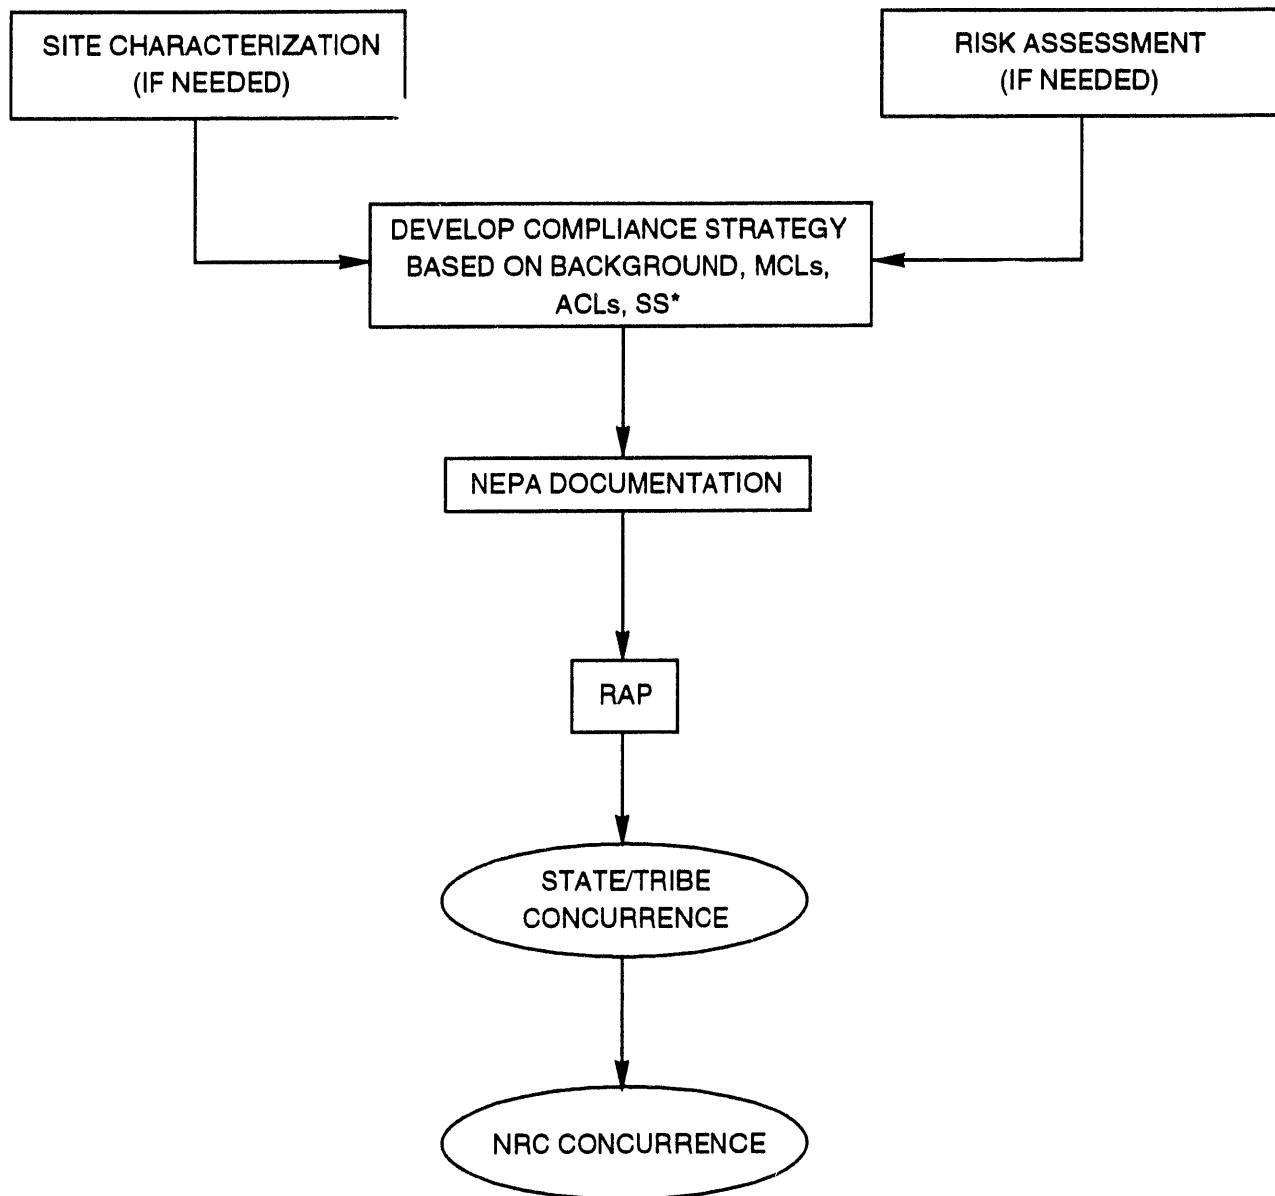 SITE CHARACTERIZATION
(IF NEEDED)
RISK ASSESSMENT
(IF NEEDED)
DEVELOP COMPLIANCE STRATEGY
BASED ON BACKGROUND, MCLs,
ACLs, SS*
NEPA DOCUMENTATION
RAP
STATE/TRIBE
CONCURRENCE
NRC CONCURRENCE